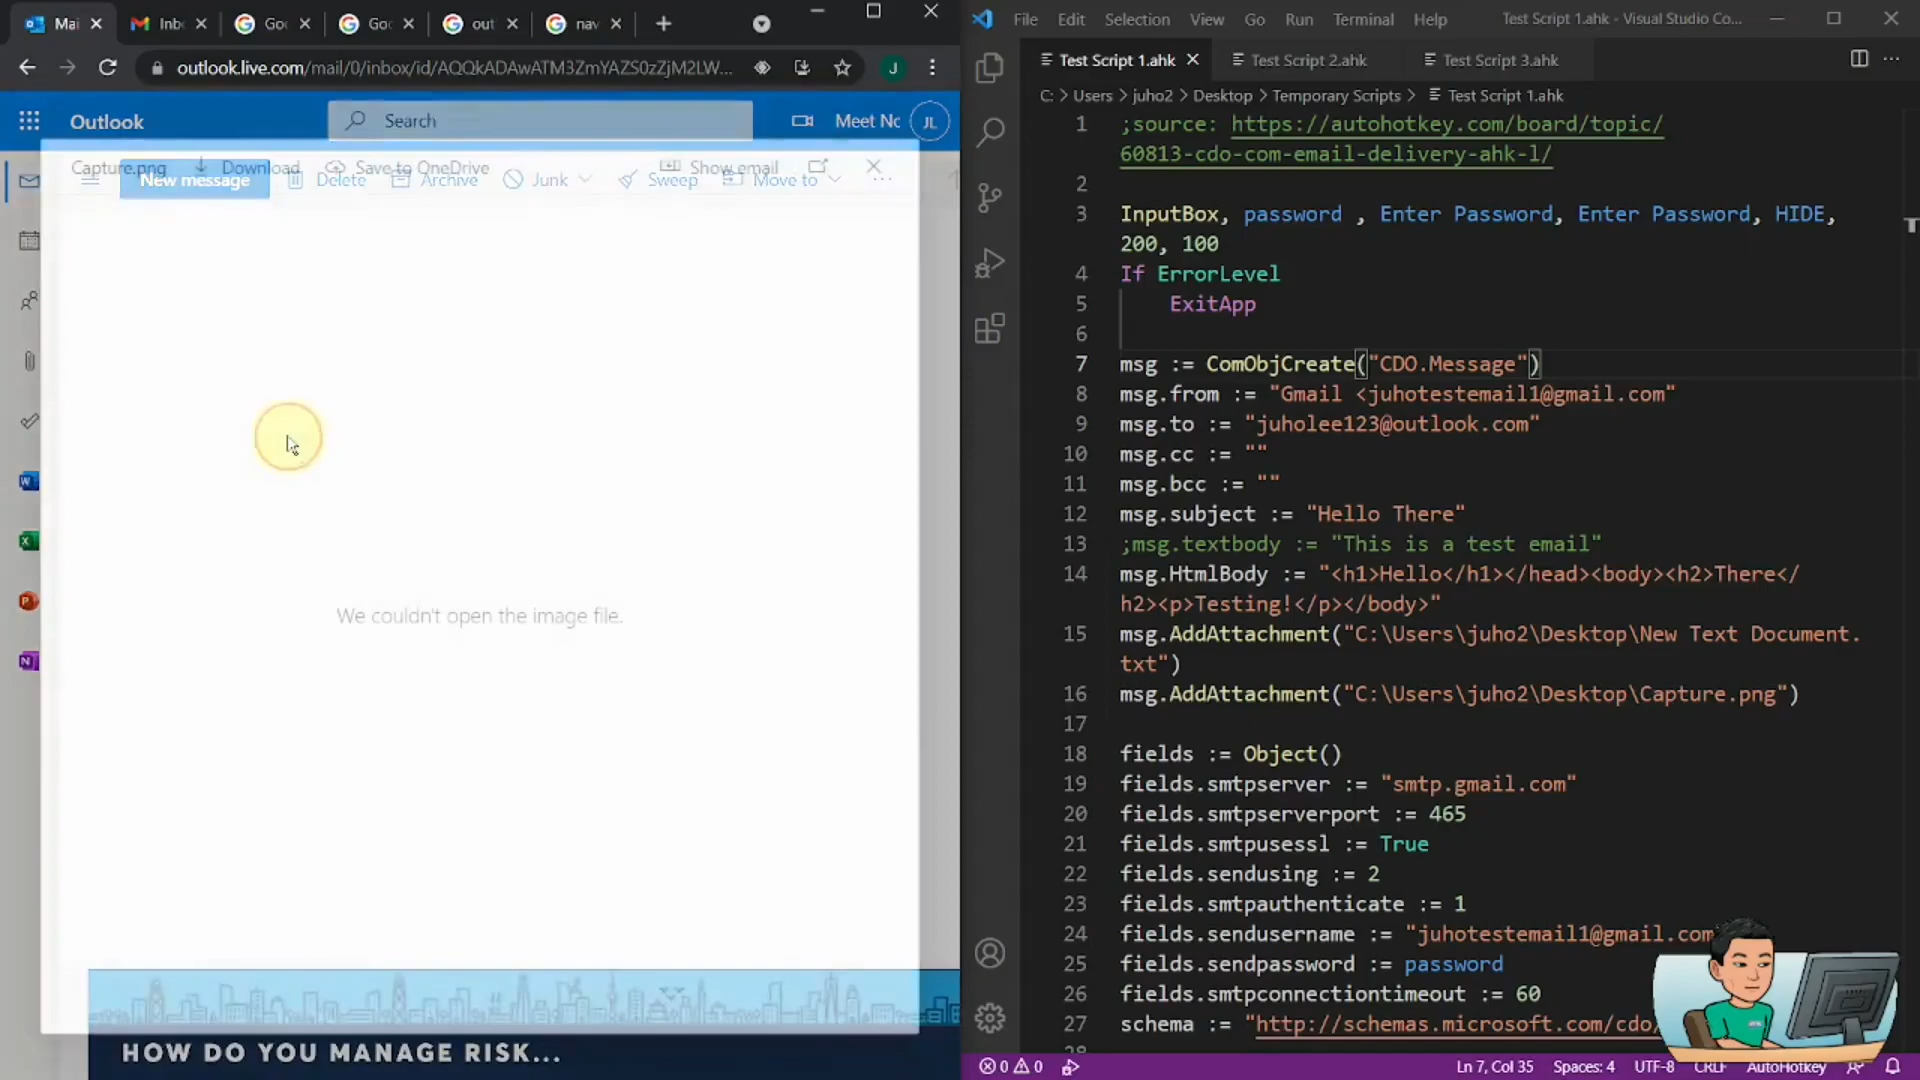 Mai
Inb
Goo
Goo
out
nav
outlook.live.com/mail/0/inbox/id/AQQkADAwATM3ZmYAZS0zZjM2LW...
J
Outlook
Search
Meet Nc
JL
Capture.png
Download
Save to OneDrive
Show email
New message
Delete
Archive
Junk
Sweep
Move to
We couldn't open the image file.
HOW DO YOU MANAGE RISK...
File Edit Selection View Go Run Terminal Help
Test Script 1.ahk - Visual Studio Co...
Test Script 1.ahk
Test Script 2.ahk
Test Script 3.ahk
C: > Users > juho2 > Desktop > Temporary Scripts > Test Script 1.ahk
1 ;source: https://autohotkey.com/board/topic/
60813-cdo-com-email-delivery-ahk-l/
2
3 InputBox, password , Enter Password, Enter Password, HIDE,
200, 100
4 If ErrorLevel
5 ExitApp
6
7 msg := ComObjCreate("CDO.Message")
8 msg.from := "Gmail <juhotestemail1@gmail.com"
9 msg.to := "juholee123@outlook.com"
10 msg.cc := ""
11 msg.bcc := ""
12 msg.subject := "Hello There"
13 ;msg.textbody := "This is a test email"
14 msg.HtmlBody := "<h1>Hello</h1></head><body><h2>There</
h2><p>Testing!</p></body>"
15 msg.AddAttachment("C:\Users\juho2\Desktop\New Text Document.
txt")
16 msg.AddAttachment("C:\Users\juho2\Desktop\Capture.png")
17
18 fields := Object()
19 fields.smtpserver := "smtp.gmail.com"
20 fields.smtpserverport := 465
21 fields.smtpusessl := True
22 fields.sendusing := 2
23 fields.smtpauthenticate := 1
24 fields.sendusername := "juhotestemail1@gmail.com
25 fields.sendpassword := password
26 fields.smtpconnectiontimeout := 60
27 schema := "http://schemas.microsoft.com/cdo/
28
0 0
Ln 7, Col 35
Spaces: 4
UTF-8
CRLF
AutoHotkey